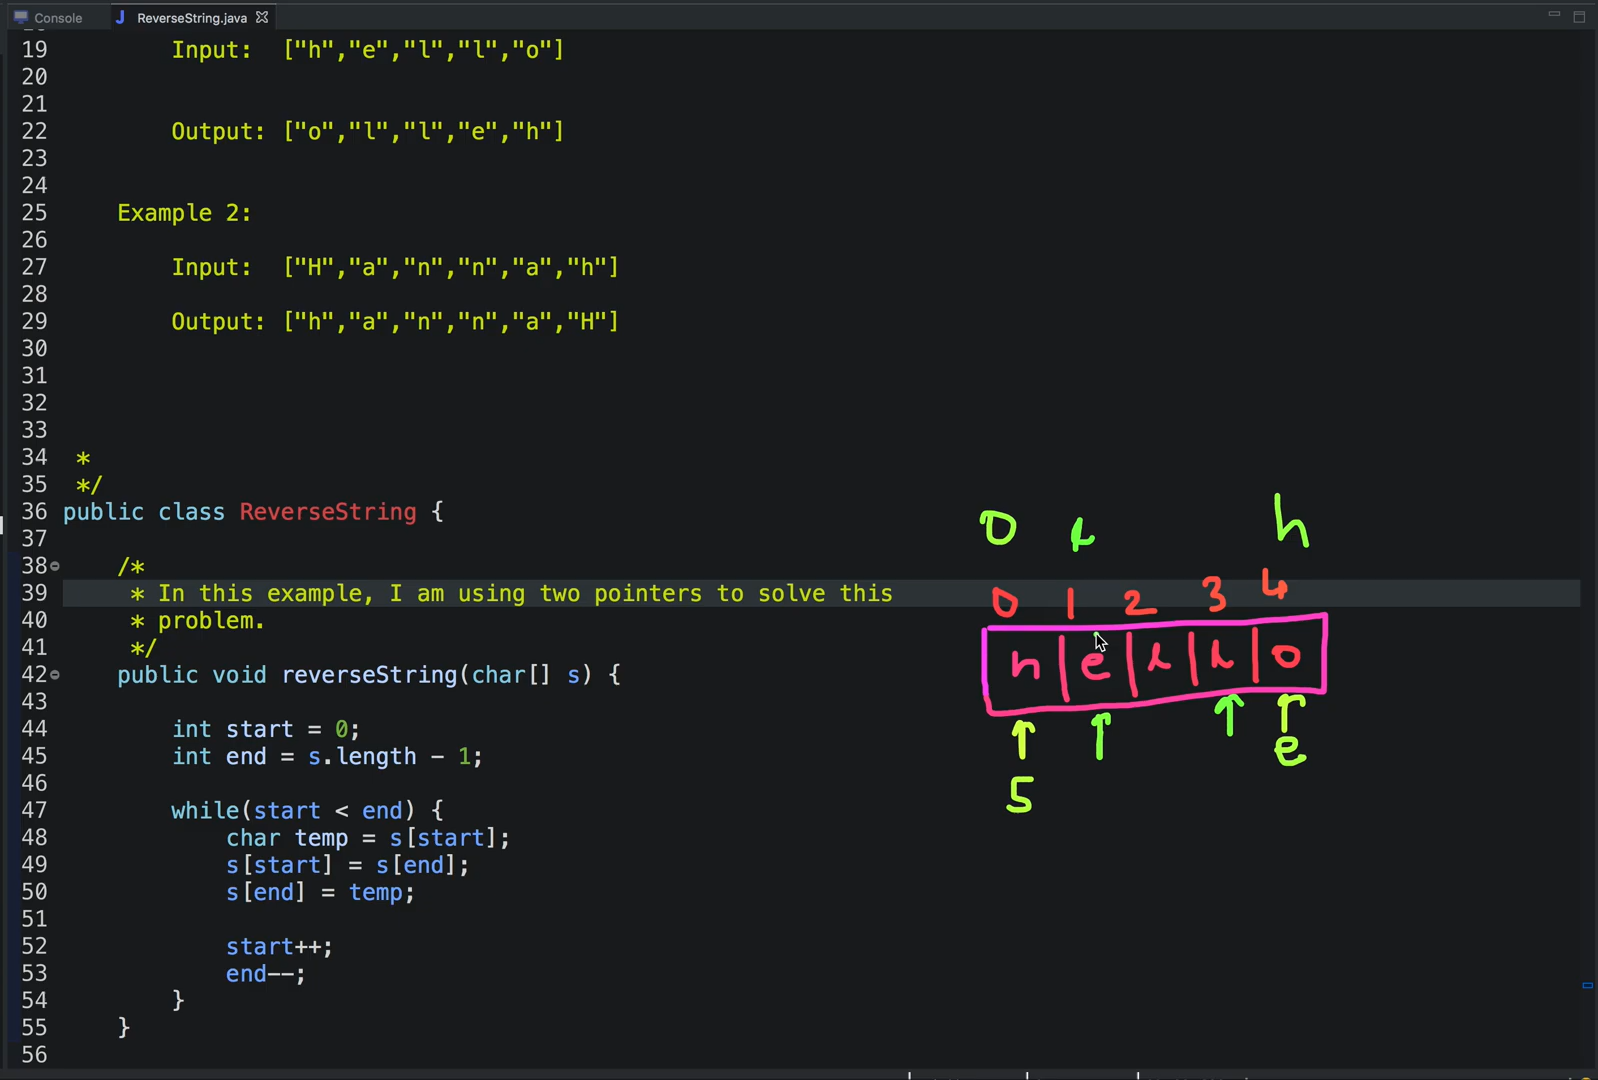 Console
ReverseString.java
19 Input: ["h","e","l","l","o"]
20
21
22 Output: ["o","l","l","e","h"]
23
24
25 Example 2:
26
27 Input: ["H","a","n","n","a","h"]
28
29 Output: ["h","a","n","n","a","H"]
30
31
32
33
34 *
35 */
36 public class ReverseString {
37
38 /*
39 * In this example, I am using two pointers to solve this
40 * problem.
41 */
42 public void reverseString(char[] s) {
43
44 int start = 0;
45 int end = s.length - 1;
46
47 while(start < end) {
48 char temp = s[start];
49 s[start] = s[end];
50 s[end] = temp;
51
52 start++;
53 end--;
54 }
55 }
56
o l h
0 1 2 3 4
h e l l o
s e